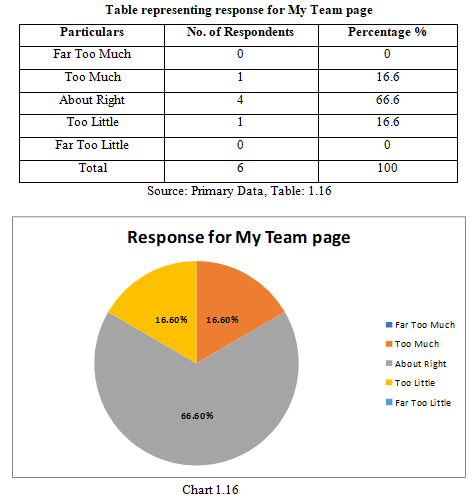 Table representing response for My Team page
Particulars No. of Respondents Percentage %
Far Too Much 0 0
Too Much 1 16.6
About Right 4 66.6
Too Little 1 16.6
Far Too Little 0 0
Total 6 100
Source: Primary Data, Table: 1.16
Response for My Team page
16.60% 16.60%
66.60%
Far Too Much
Too Much
About Right
Too Little
Far Too Little
Chart 1.16